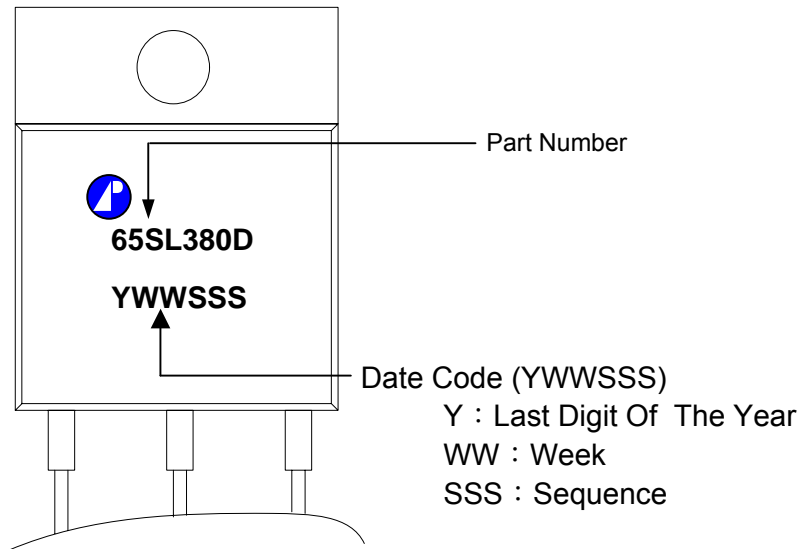 Part Number
65SL380D
YWWSSS
Date Code (YWWSSS)
Y：Last Digit Of The Year
WW：Week
SSS：Sequence